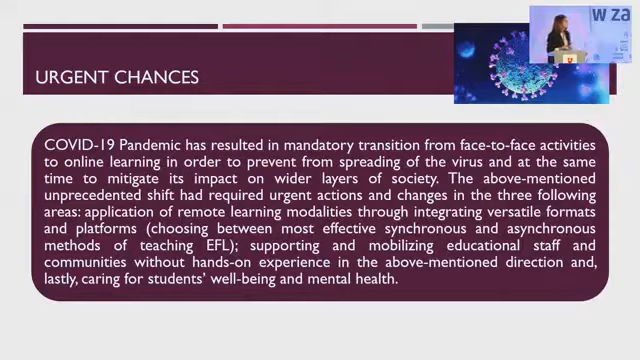 W ZA
URGENT CHANCES
COVID-19 Pandemic has resulted in mandatory transition from face-to-face activities
to online learning in order to prevent from spreading of the virus and at the same
time to mitigate its impact on wider layers of society. The above-mentioned
unprecedented shift had required urgent actions and changes in the three following
areas: application of remote learning modalities through integrating versatile formats
and platforms (choosing between most effective synchronous and asynchronous
methods of teaching EFL); supporting and mobilizing educational staff and
communities without hands-on experience in the above-mentioned direction and,
lastly, caring for students' well-being and mental health.